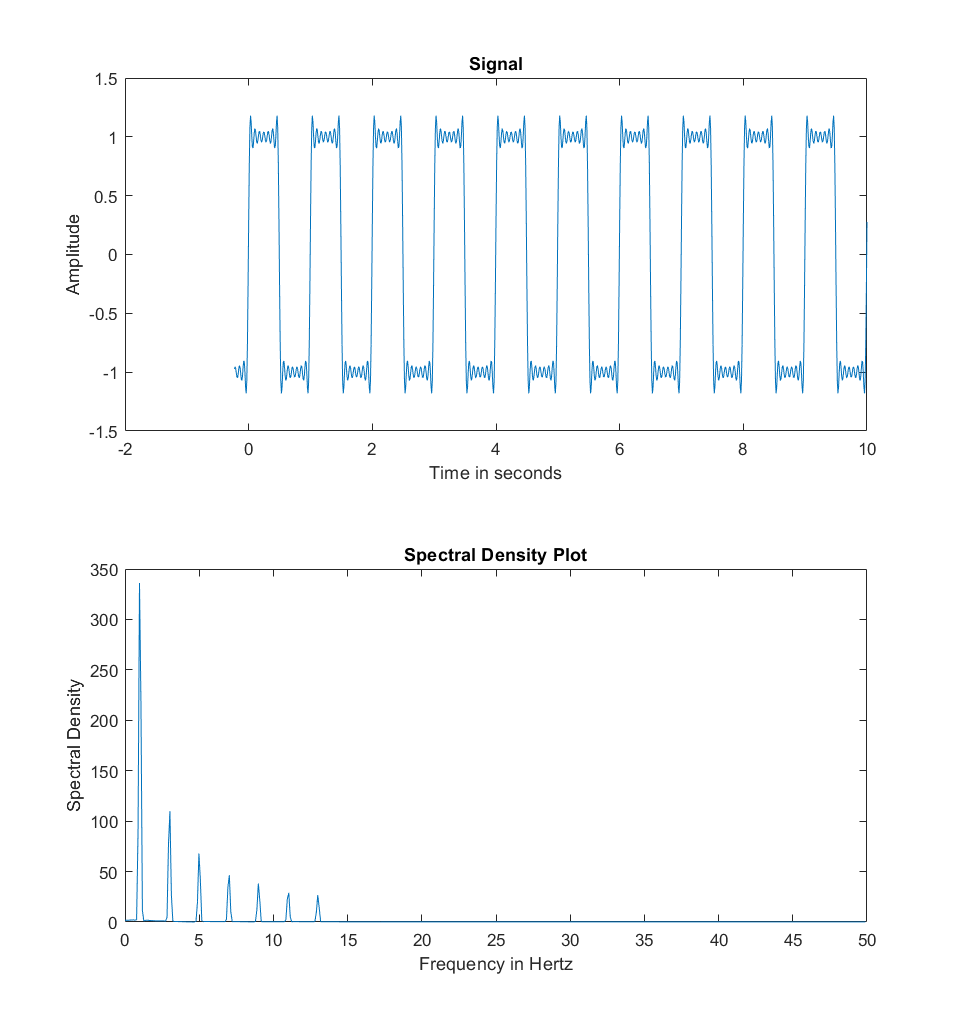 Signal
1.5
1
0.5
0
-0.5
-1
-1.5
Amplitude
-2 0 2 4 6 8 10
Time in seconds
Spectral Density Plot
350
300
250
200
150
100
50
0
Spectral Density
0 5 10 15 20 25 30 35 40 45 50
Frequency in Hertz